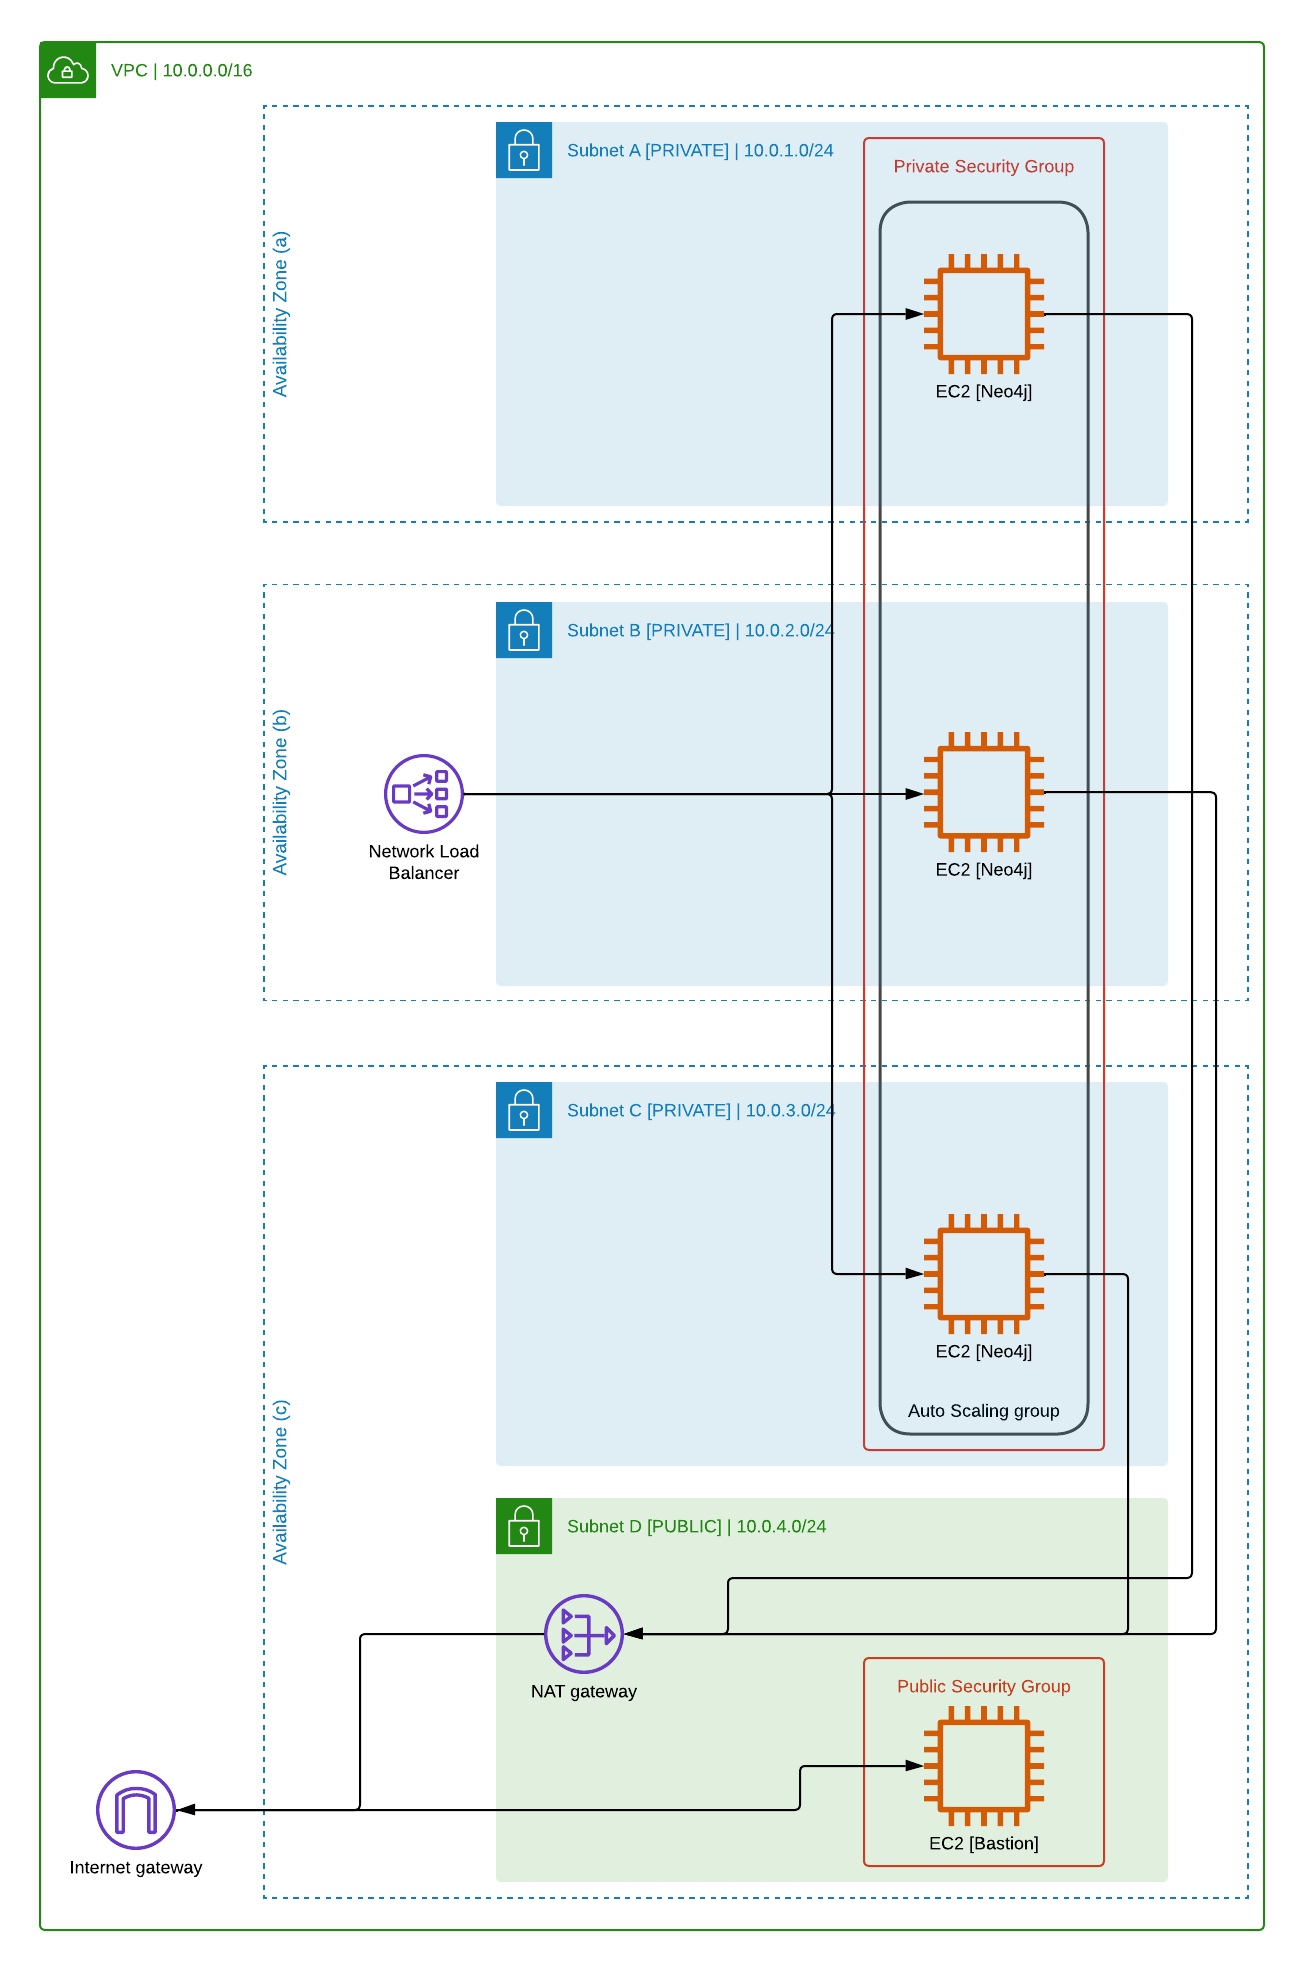 VPC | 10.0.0.0/16
Availability Zone (a)
Subnet A [PRIVATE] | 10.0.1.0/24
Private Security Group
EC2 [Neo4j]
Availability Zone (b)
Subnet B [PRIVATE] | 10.0.2.0/24
Network Load
Balancer
EC2 [Neo4j]
Availability Zone (c)
Subnet C [PRIVATE] | 10.0.3.0/24
EC2 [Neo4j]
Auto Scaling group
Subnet D [PUBLIC] | 10.0.4.0/24
NAT gateway
Public Security Group
EC2 [Bastion]
Internet gateway